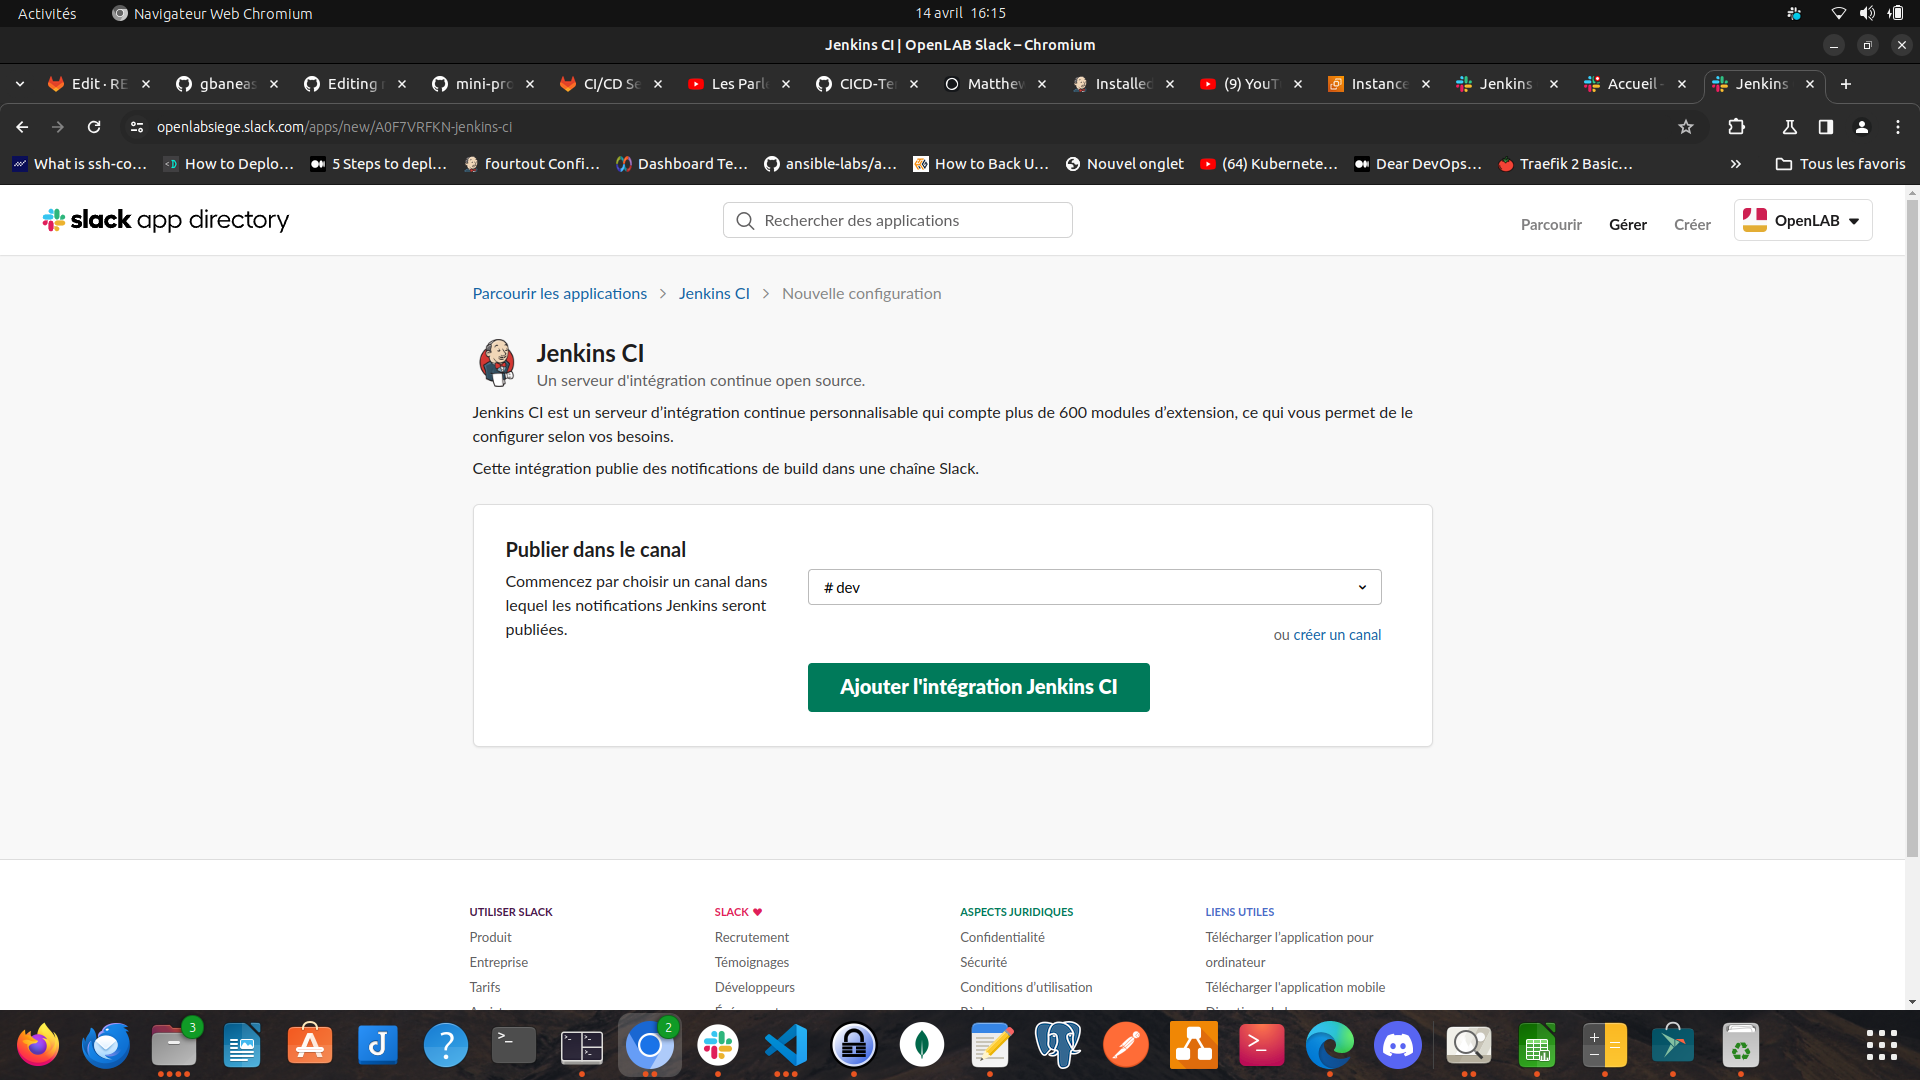 Activités
Navigateur Web Chromium
14 avril 16:15
Jenkins CI | OpenLAB Slack – Chromium
Edit · RE
gbaneas
Editing
mini-pro
CI/CD Se
Les Parle
CICD-Te
Matthew
Installed
(9) YouT
Instance
Jenkins
Accueil -
Jenkins
openlabsiege.slack.com/apps/new/A0F7VRFKN-jenkins-ci
What is ssh-co...
How to Deplo...
5 Steps to depl...
fourtout Confi...
Dashboard Te...
ansible-labs/a...
How to Back U...
Nouvel onglet
(64) Kubernete...
Dear DevOps...
Traefik 2 Basic...
»
Tous les favoris
slack app directory
Rechercher des applications
Parcourir
Gérer
Créer
OpenLAB
Parcourir les applications
Jenkins CI
Nouvelle configuration
Jenkins CI
Un serveur d'intégration continue open source.
Jenkins CI est un serveur d’intégration continue personnalisable qui compte plus de 600 modules d’extension, ce qui vous permet de le
configurer selon vos besoins.
Cette intégration publie des notifications de build dans une chaîne Slack.
Publier dans le canal
Commencez par choisir un canal dans
lequel les notifications Jenkins seront
publiées.
# dev
ou créer un canal
Ajouter l'intégration Jenkins CI
UTILISER SLACK
Produit
Entreprise
Tarifs
SLACK
Recrutement
Témoignages
Développeurs
ASPECTS JURIDIQUES
Confidentialité
Sécurité
Conditions d’utilisation
LIENS UTILES
Télécharger l’application pour
ordinateur
Télécharger l’application mobile
3
2